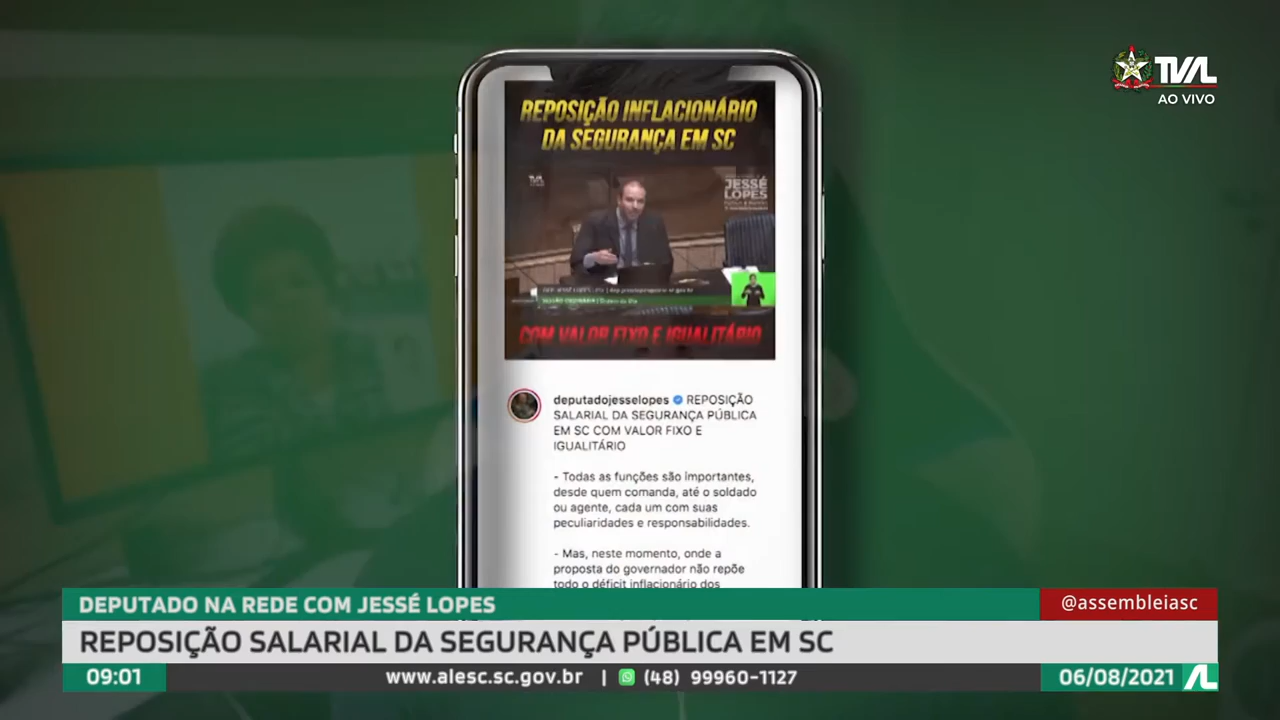 TVAL
AO VIVO
REPOSIÇÃO INFLACIONÁRIO
DA SEGURANÇA EM SC
JESSÉ
LOPES
COM VALOR FIXO E IGUALITÁRIO
deputadojesselopes REPOSIÇÃO
SALARIAL DA SEGURANÇA PÚBLICA
EM SC COM VALOR FIXO E
IGUALITÁRIO
- Todas as funções são importantes,
desde quem comanda, até o soldado
ou agente, cada um com suas
peculiaridades e responsabilidades.
- Mas, neste momento, onde a
proposta do governador não repõe
todo o déficit inflacionário dos
DEPUTADO NA REDE COM JESSÉ LOPES
@assembleiasc
REPOSIÇÃO SALARIAL DA SEGURANÇA PÚBLICA EM SC
09:01
www.alesc.sc.gov.br | (48) 99960-1127
06/08/2021